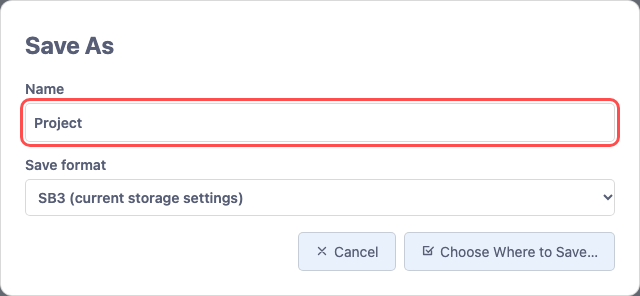 Save As
Name
Project
Save format
SB3 (current storage settings)
Cancel
Choose Where to Save...